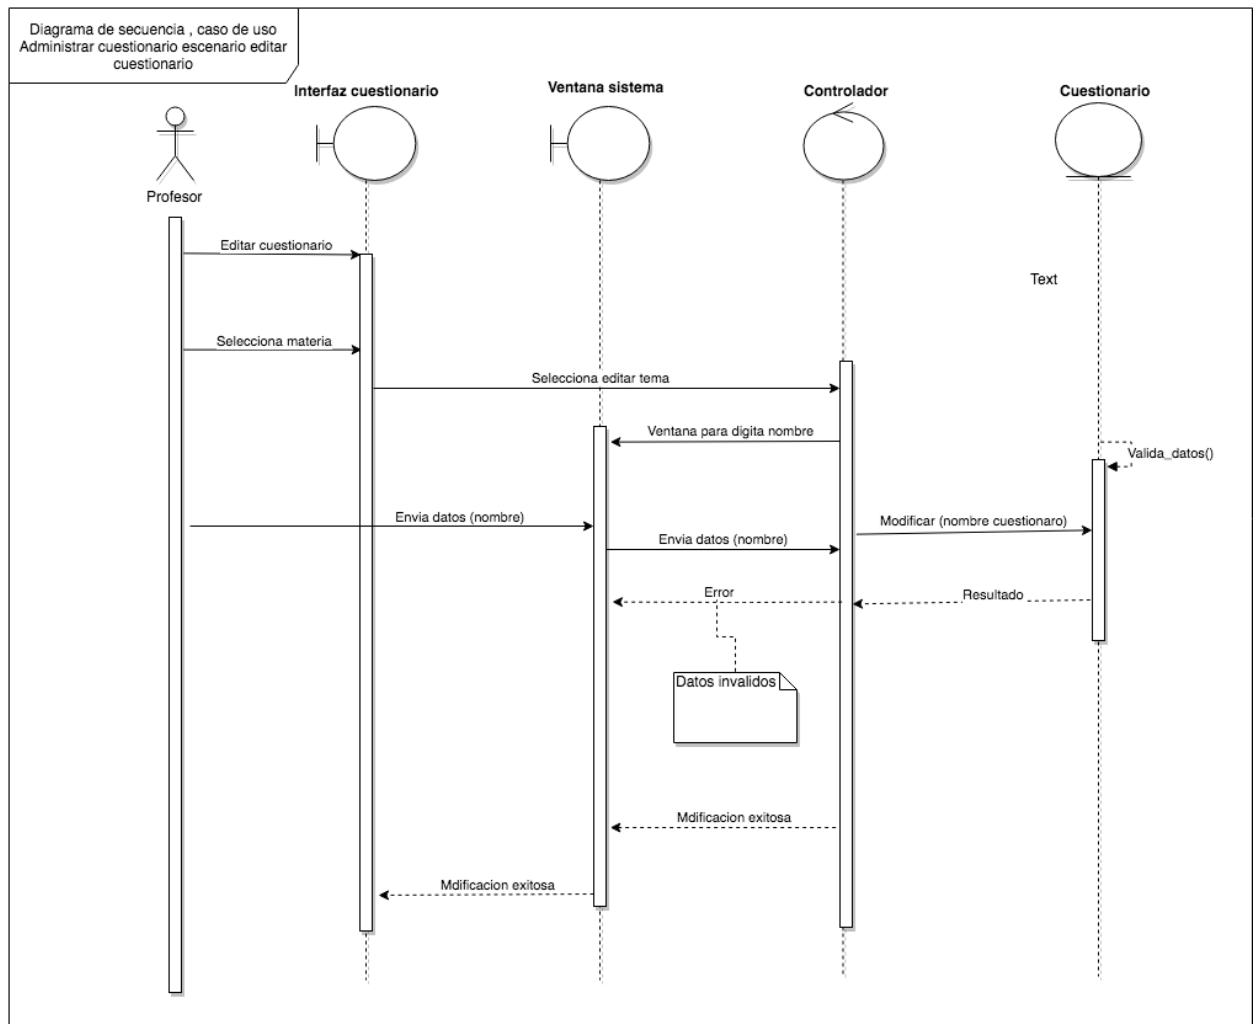 Diagrama de secuencia , caso de uso
Administrar cuestionario escenario editar
cuestionario
Interfaz cuestionario
Ventana sistema
Controlador
Cuestionario
Profesor
Editar cuestionario
Text
Selecciona materia
Selecciona editar tema
Ventana para digita nombre
Valida_datos()
Envia datos (nombre)
Modificar (nombre cuestionaro)
Envia datos (nombre)
Error
Resultado
Datos invalidos
Mdificacion exitosa
Mdificacion exitosa